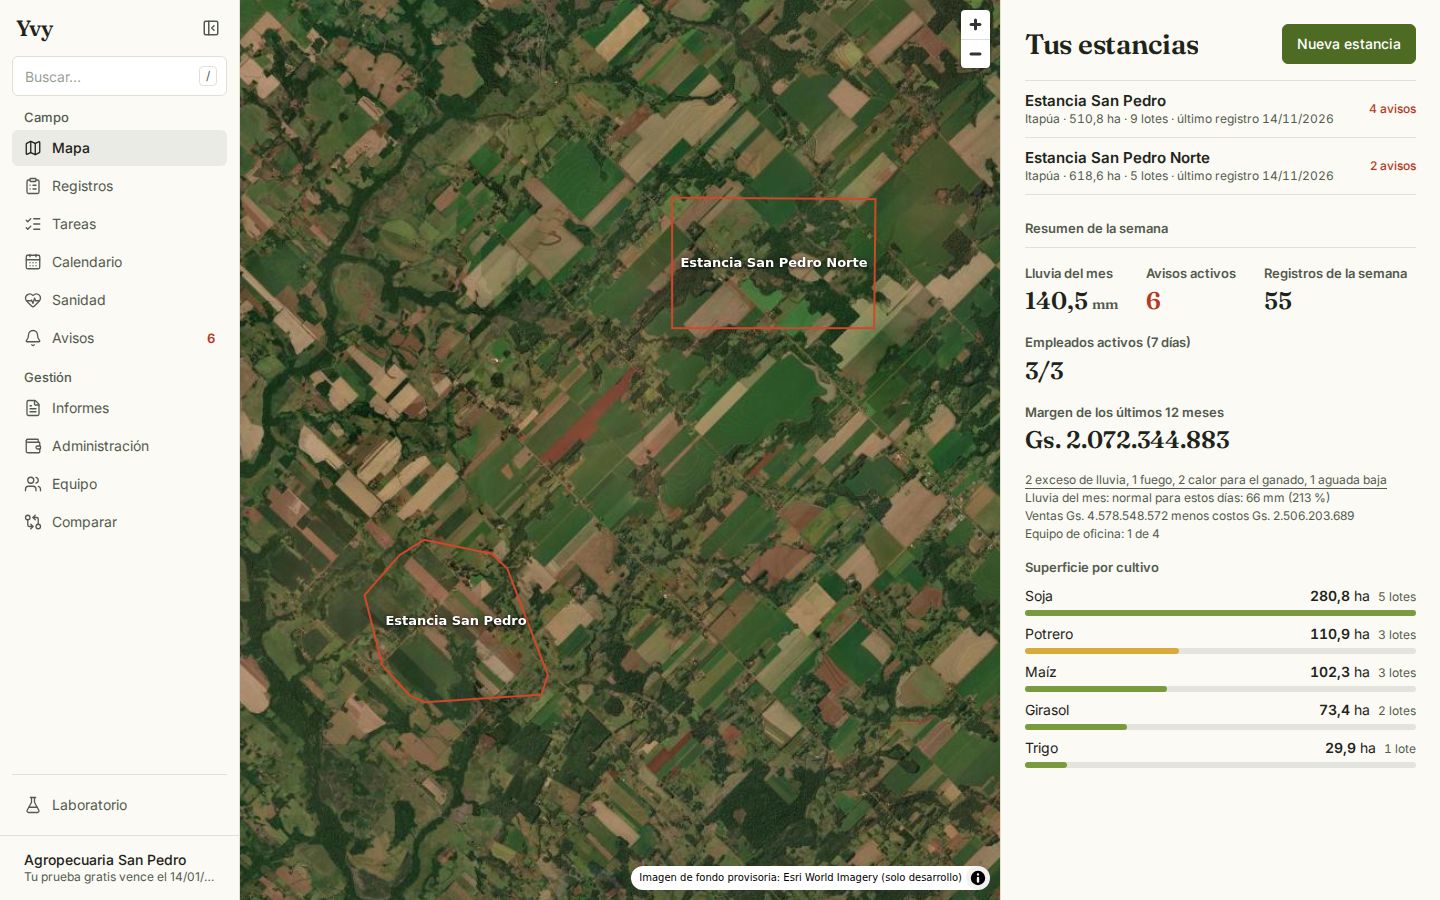 Yvy
Buscar...
/
Campo
Mapa
Registros
Tareas
Calendario
Sanidad
Avisos 6
Gestión
Informes
Administración
Equipo
Comparar
Laboratorio
Agropecuaria San Pedro
Tu prueba gratis vence el 14/01/...
Estancia San Pedro Norte
Estancia San Pedro
Imagen de fondo provisoria: Esri World Imagery (solo desarrollo)
Tus estancias
Nueva estancia
Estancia San Pedro
4 avisos
Itapúa · 510,8 ha · 9 lotes · último registro 14/11/2026
Estancia San Pedro Norte
2 avisos
Itapúa · 618,6 ha · 5 lotes · último registro 14/11/2026
Resumen de la semana
Lluvia del mes
140,5 mm
Avisos activos
6
Registros de la semana
55
Empleados activos (7 días)
3/3
Margen de los últimos 12 meses
Gs. 2.072.344.883
2 exceso de lluvia, 1 fuego, 2 calor para el ganado, 1 aguada baja
Lluvia del mes: normal para estos días: 66 mm (213 %)
Ventas Gs. 4.578.548.572 menos costos Gs. 2.506.203.689
Equipo de oficina: 1 de 4
Superficie por cultivo
Soja 280,8 ha 5 lotes
Potrero 110,9 ha 3 lotes
Maíz 102,3 ha 3 lotes
Girasol 73,4 ha 2 lotes
Trigo 29,9 ha 1 lote